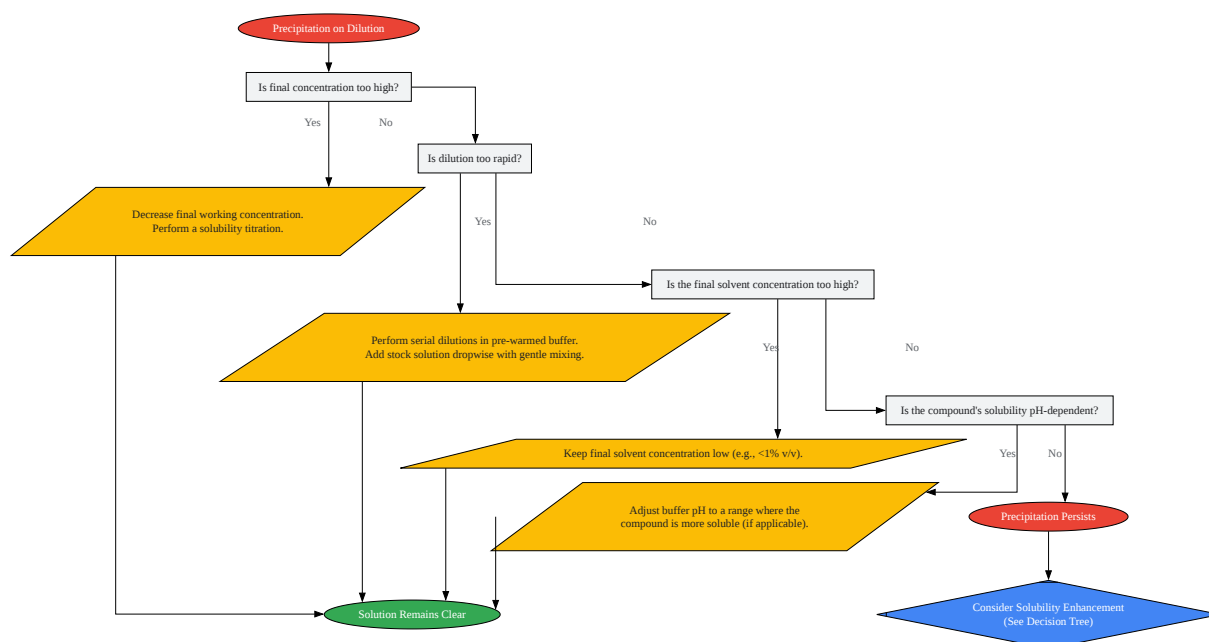 Precipitation on Dilution
Is final concentration too high?
Yes
No
Is dilution too rapid?
Decrease final working concentration.
Perform a solubility titration.
Yes
No
Is the final solvent concentration too high?
Perform serial dilutions in pre-warmed buffer.
Add stock solution dropwise with gentle mixing.
Yes
No
Is the compound's solubility pH-dependent?
Keep final solvent concentration low (e.g., <1% v/v).
Yes
No
Adjust buffer pH to a range where the
compound is more soluble (if applicable).
Precipitation Persists
Solution Remains Clear
Consider Solubility Enhancement
(See Decision Tree)